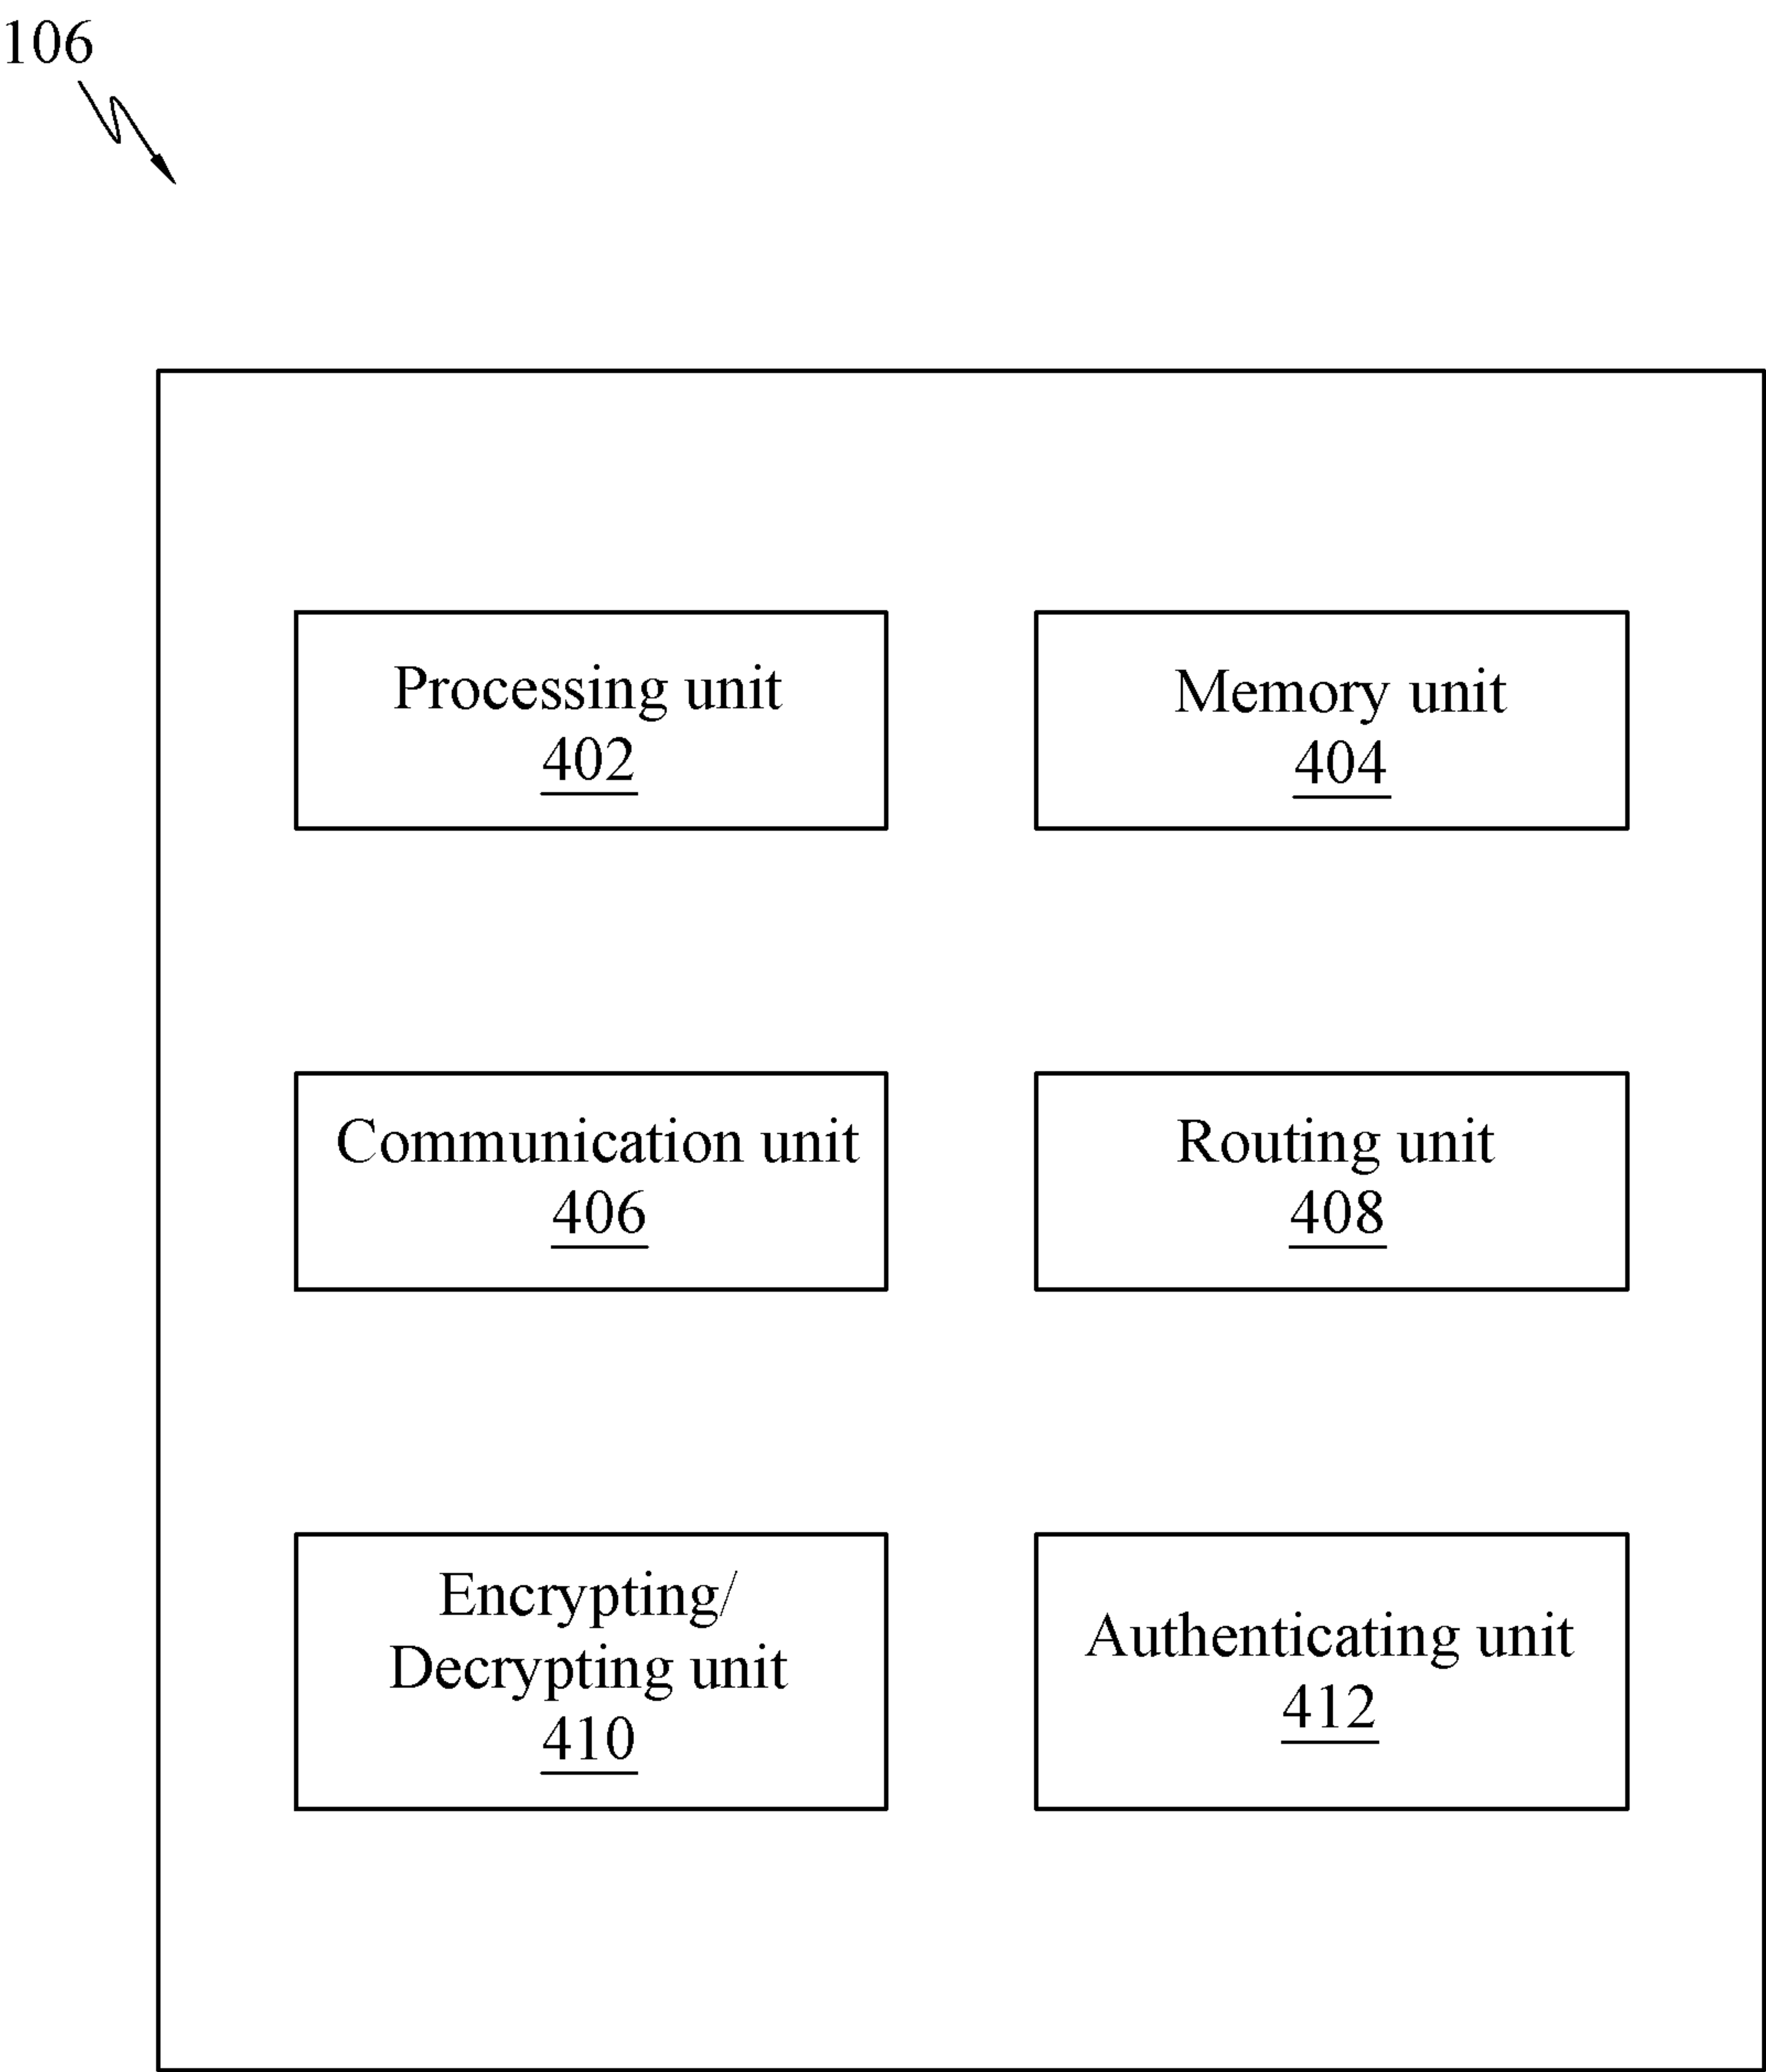 106
Processing unit
402
Memory unit
404
Communication unit
406
Routing unit
408
Encrypting/
Decrypting unit
410
Authenticating unit
412